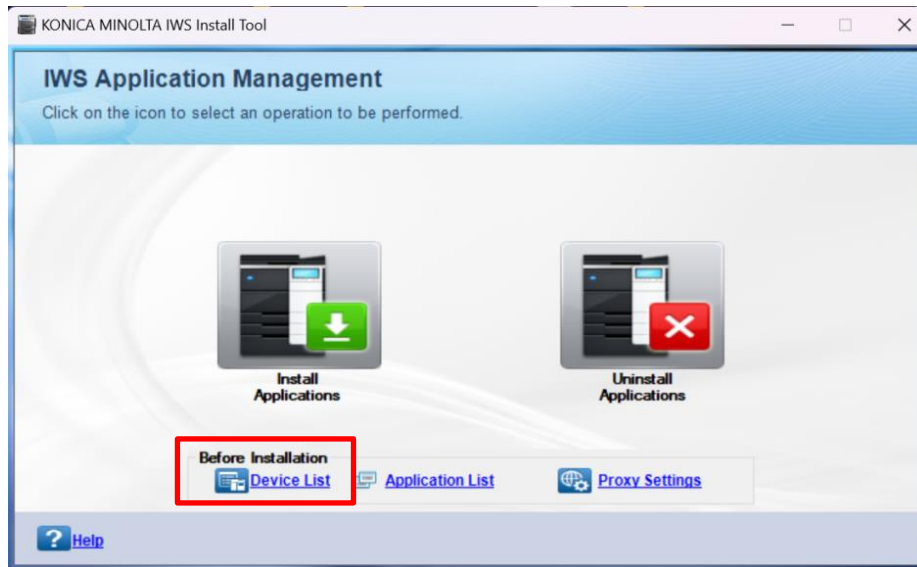 KONICA MINOLTA IWS Install Tool
IWS Application Management
Click on the icon to select an operation to be performed.
Install
Applications
Uninstall
Applications
Before Installation
Device List
Application List
Proxy Settings
? Help